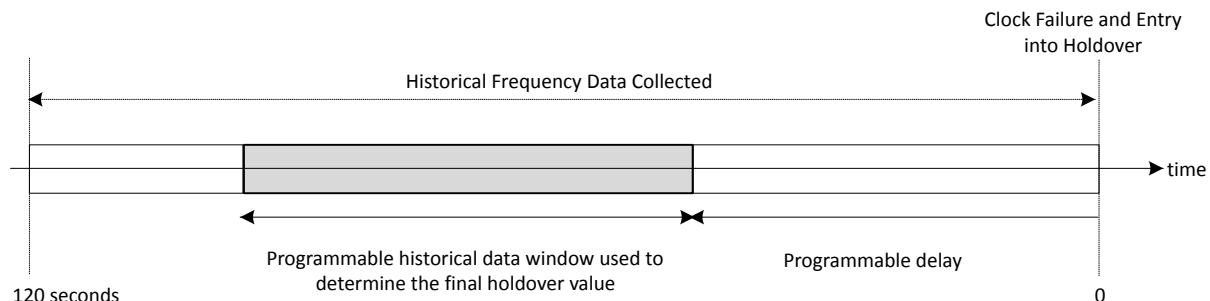 Clock Failure and Entry
into Holdover
Historical Frequency Data Collected
time
Programmable historical data window used to
determine the final holdover value
Programmable delay
120 seconds
0